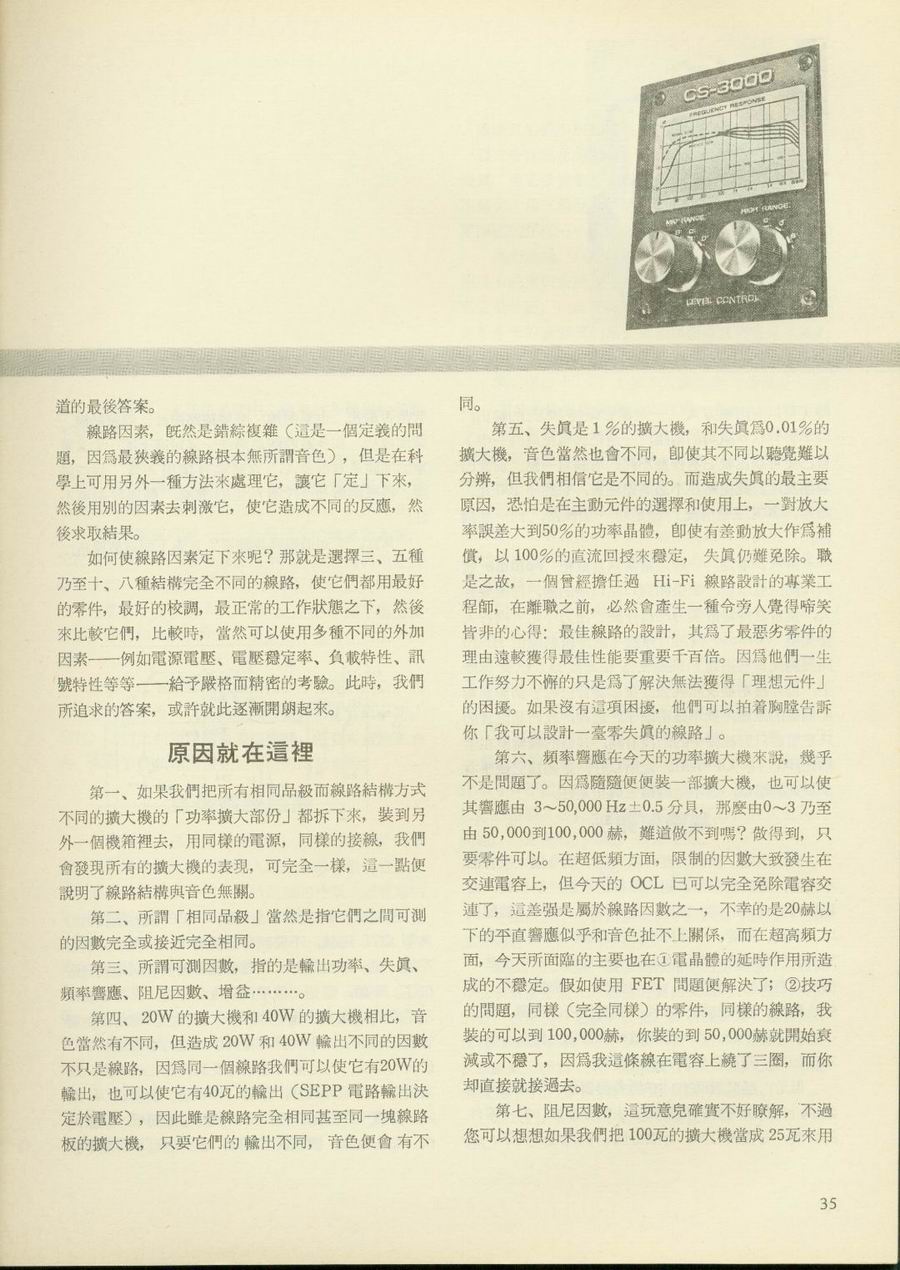 CS-3000
FREQUENCY RESPONSE
MID RANGE
HIGH RANGE
LEVEL CONTROL
道的最後答案。
線路因素，旣然是錯綜複雜（這是一個定義的問
題，因爲最狹義的線路根本無所謂音色），但是在科
學上可用另外一種方法來處理它，讓它「定」下來，
然後用別的因素去刺激它，使它造成不同的反應，然
後求取結果。
如何使線路因素定下來呢？那就是選擇三、五種
乃至十、八種結構完全不同的線路，使它們都用最好
的零件，最好的校調，最正常的工作狀態之下，然後
來比較它們，比較時，當然可以使用多種不同的外加
因素——例如電源電壓、電壓穩定率、負載特性、訊
號特性等等——給予嚴格而精密的考驗。此時，我們
所追求的答案，或許就此逐漸開朗起來。
原因就在這裡
第一、如果我們把所有相同品級而線路結構方式
不同的擴大機的「功率擴大部份」都拆下來，裝到另
外一個機箱裡去，用同樣的電源，同樣的接線，我們
會發現所有的擴大機的表現，可完全一樣，這一點便
說明了線路結構與音色無關。
第二、所謂「相同品級」當然是指它們之間可測
的因數完全或接近完全相同。
第三、所謂可測因數，指的是輸出功率、失眞、
頻率響應、阻尼因數、增益………。
第四、 20W 的擴大機和 40W 的擴大機相比，音
色當然有不同，但造成 20W 和 40W 輸出不同的因數
不只是線路，因爲同一個線路我們可以使它有20W的
輸出，也可以使它有40瓦的輸出（SEPP 電路輸出決
定於電壓），因此雖是線路完全相同甚至同一塊線路
板的擴大機， 只要它們的 輸出不同， 音色便會 有不
同。
第五、失眞是 1 %的擴大機，和失眞爲0.01%的
擴大機，音色當然也會不同，卽使其不同以聽覺難以
分辨，但我們相信它是不同的。而造成失眞的最主要
原因，恐怕是在主動元件的選擇和使用上，一對放大
率誤差大到50%的功率晶體，卽使有差動放大作爲補
償，以 100%的直流回授來穩定， 失眞仍難免除。職
是之故，一個曾經擔任過 Hi-Fi 線路設計的專業工
程師，在離職之前，必然會產生一種令旁人覺得啼笑
皆非的心得：最佳線路的設計，其爲了最惡劣零件的
理由遠較獲得最佳性能要重要千百倍。因爲他們一生
工作努力不懈的只是爲了解決無法獲得「理想元件」
的困擾。如果沒有這項困擾，他們可以拍着胸膛告訴
你「我可以設計一臺零失眞的線路」。
第六、頻率響應在今天的功率擴大機來說，幾乎
不是問題了。因爲隨隨便便裝一部擴大機，也可以使
其響應由 3～50,000 Hz±0.5 分貝，那麼由0～3 乃至
由 50,000到100,000 赫，難道做不到嗎？做得到，只
要零件可以。在超低頻方面，限制的因數大致發生在
交連電容上，但今天的 OCL 已可以完全免除電容交
連了，這差强是屬於線路因數之一，不幸的是20赫以
下的平直響應似乎和音色扯不上關係，而在超高頻方
面，今天所面臨的主要也在①電晶體的延時作用所造
成的不穩定。假如使用 FET 問題便解決了；②技巧
的問題，同樣（完全同樣）的零件，同樣的線路，我
裝的可以到 100,000赫，你裝的到 50,000赫就開始衰
減或不穩了，因爲我這條線在電容上繞了三圈，而你
却直接就接過去。
第七、阻尼因數，這玩意兒確實不好瞭解，不過
您可以想想如果我們把 100瓦的擴大機當成 25瓦來用
35